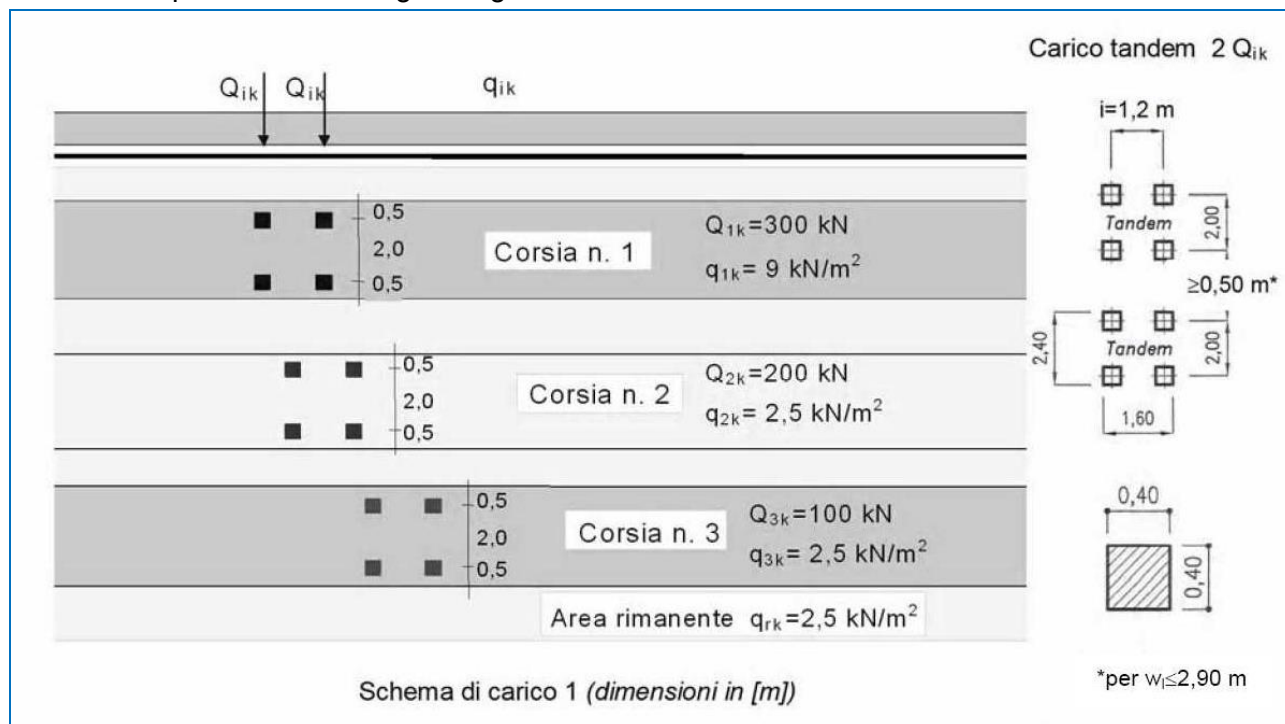 Carico tandem 2 Qik
Qik Qik qik
i=1,2 m
0,5
2,0
0,5
Corsia n. 1
Q1k=300 kN
q1k= 9 kN/m²
Tandem
2,00
≥0,50 m*
0,5
2,0
0,5
Corsia n. 2
Q2k=200 kN
q2k= 2,5 kN/m²
2,40
Tandem
2,00
1,60
0,5
2,0
0,5
Corsia n. 3
Q3k=100 kN
q3k= 2,5 kN/m²
0,40
0,40
Area rimanente qrk=2,5 kN/m²
Schema di carico 1 (dimensioni in [m])
*per wl≤2,90 m